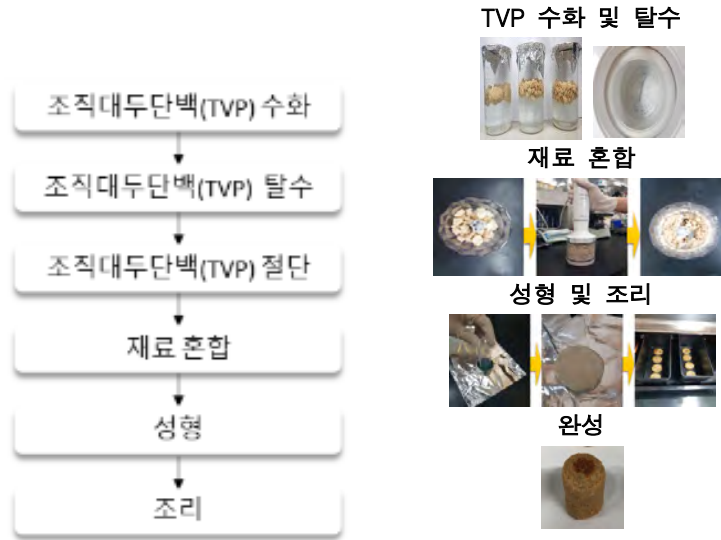 조직대두단백(TVP) 수화
조직대두단백(TVP) 탈수
조직대두단백(TVP) 절단
재료 혼합
성형
조리
TVP 수화 및 탈수
재료 혼합
성형 및 조리
완성